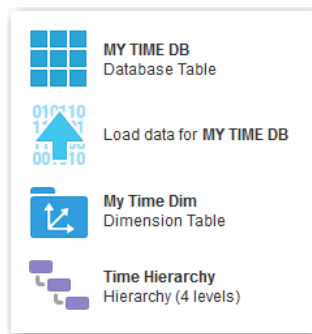 MY TIME DB
Database Table
010110
Load data for MY TIME DB
My Time Dim
Dimension Table
Time Hierarchy
Hierarchy (4 levels)